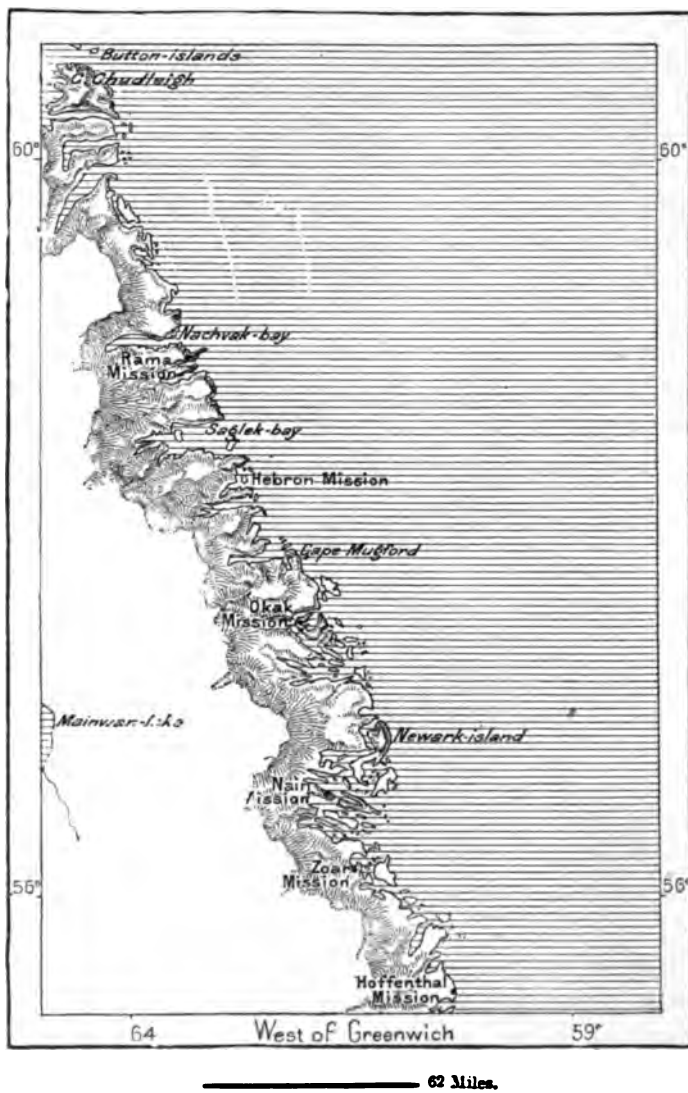 Button-islands
C. Chudleigh
60° 60°
Nachvak-bay
Rama
Mission
Saglek-bay
Hebron Mission
Cape Mugford
Okak
Mission
Newark-island
Nain
Zoar
Mission
56° 56°
Hoffenthal
Mission
64 West of Greenwich 59°
62 Miles.